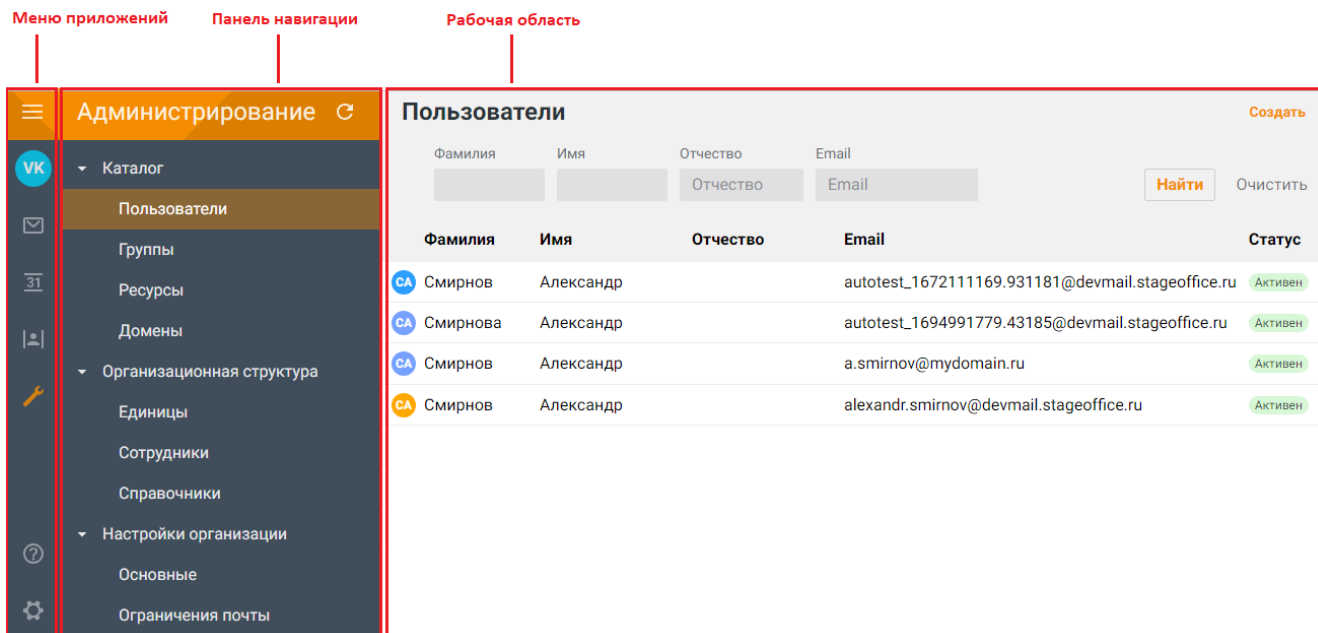 Меню приложений Панель навигации Рабочая область
Администрирование
VK
31
Каталог
Пользователи
Группы
Ресурсы
Домены
Организационная структура
Единицы
Сотрудники
Справочники
Настройки организации
Основные
Ограничения почты
Пользователи Создать
Фамилия Имя Отчество Email
Отчество Email Найти Очистить
Фамилия Имя Отчество Email Статус
СА Смирнов Александр autotest_1672111169.931181@devmail.stageoffice.ru Активен
СА Смирнова Александр autotest_1694991779.43185@devmail.stageoffice.ru Активен
СА Смирнов Александр a.smirnov@mydomain.ru Активен
СА Смирнов Александр alexandr.smirnov@devmail.stageoffice.ru Активен